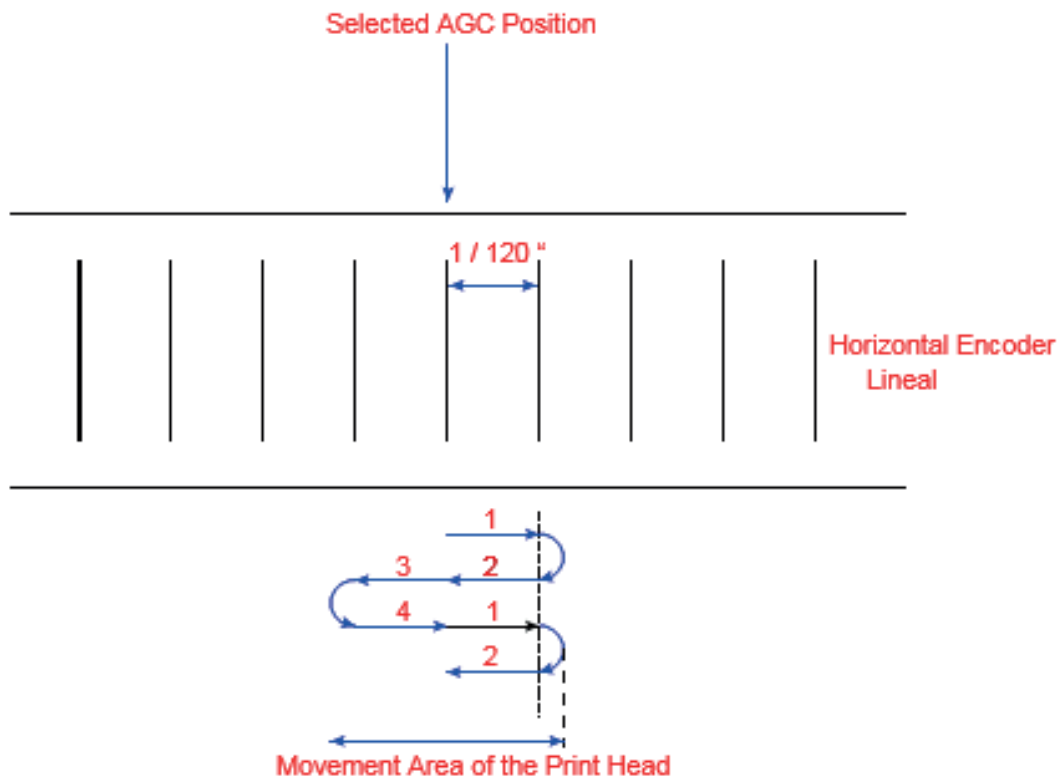 Selected AGC Position
1 / 120 “
Horizontal Encoder
Lineal
1
3 2
4 1
2
Movement Area of the Print Head